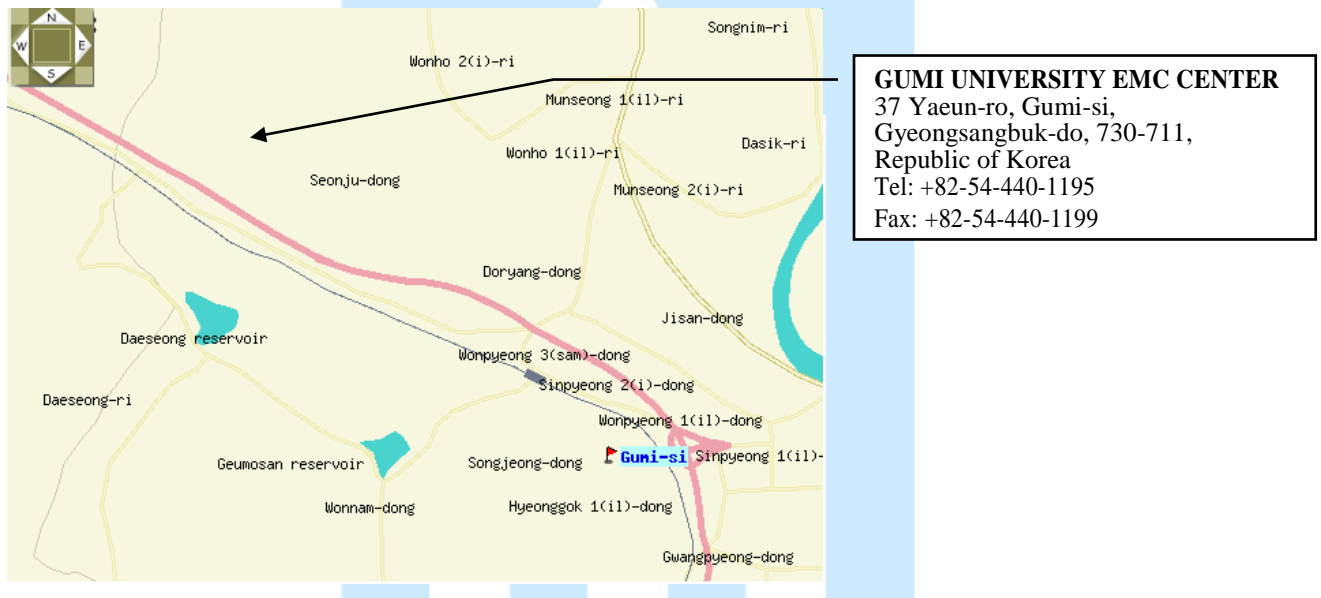 N
W
E
S
Songnim-ri
Wonho 2(i)-ri
Munseong 1(il)-ri
Dasik-ri
Wonho 1(il)-ri
Seonju-dong
Munseong 2(i)-ri
Doryang-dong
Jisan-dong
Daeseong reservoir
Wonpyeong 3(sam)-dong
Sinpyeong 2(i)-dong
Daeseong-ri
Wonpyeong 1(il)-dong
Gumi-si
Sinpyeong 1(il)-
Geumosan reservoir
Songjeong-dong
Wonnam-dong
Hyeonggok 1(il)-dong
Gwangpyeong-dong
GUMI UNIVERSITY EMC CENTER
37 Yaeun-ro, Gumi-si,
Gyeongsangbuk-do, 730-711,
Republic of Korea
Tel: +82-54-440-1195
Fax: +82-54-440-1199